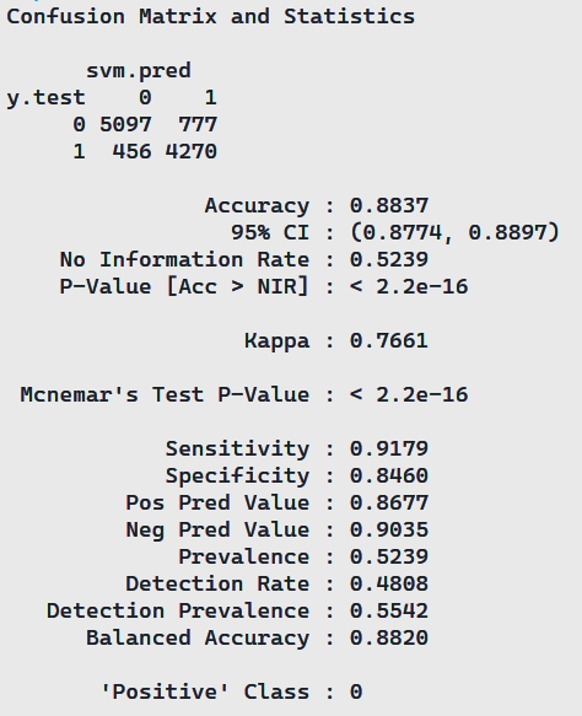 Confusion Matrix and Statistics
svm.pred
y.test 0 1
0 5097 777
1 456 4270
Accuracy : 0.8837
95% CI : (0.8774, 0.8897)
No Information Rate : 0.5239
P-Value [Acc > NIR] : < 2.2e-16
Kappa : 0.7661
Mcnemar's Test P-Value : < 2.2e-16
Sensitivity : 0.9179
Specificity : 0.8460
Pos Pred Value : 0.8677
Neg Pred Value : 0.9035
Prevalence : 0.5239
Detection Rate : 0.4808
Detection Prevalence : 0.5542
Balanced Accuracy : 0.8820
'Positive' Class : 0